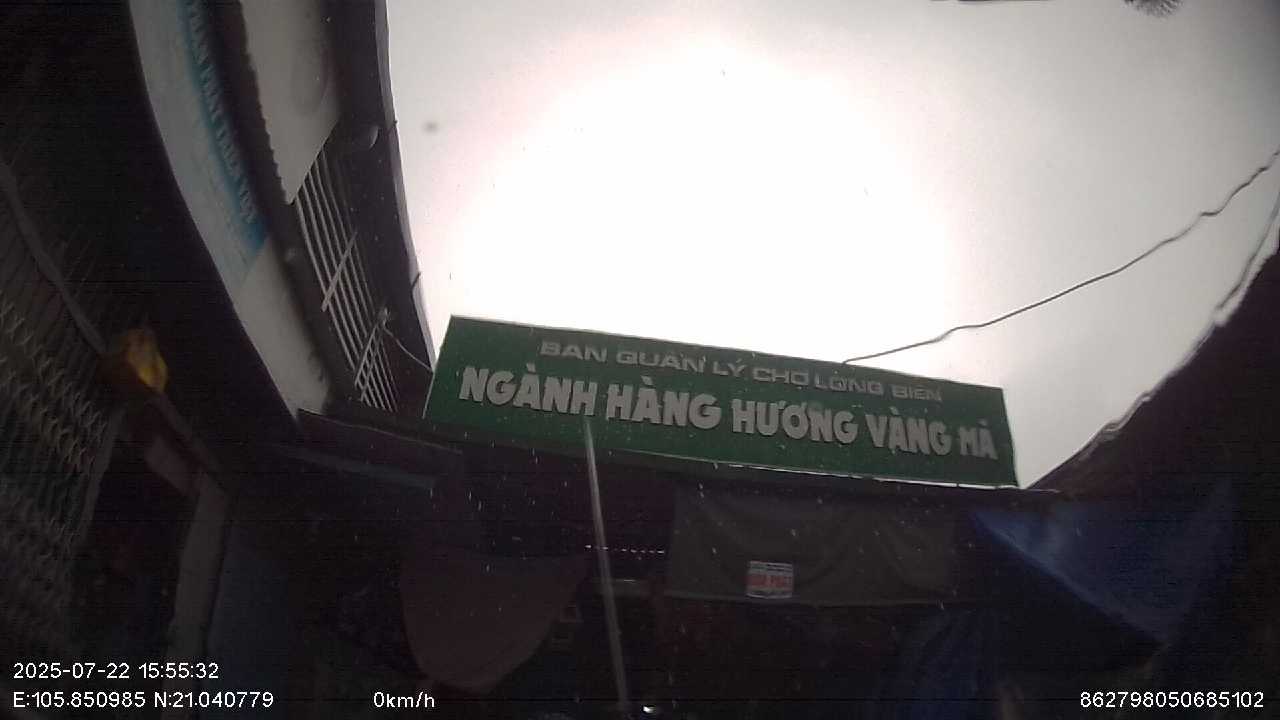 BAN QUẢN LÝ CHỢ LONG BIÊN
NGÀNH HÀNG HƯƠNG VÀNG MÃ
2025-07-22 15:55:32
E:105.850985 N:21.040779
0km/h
862798050685102